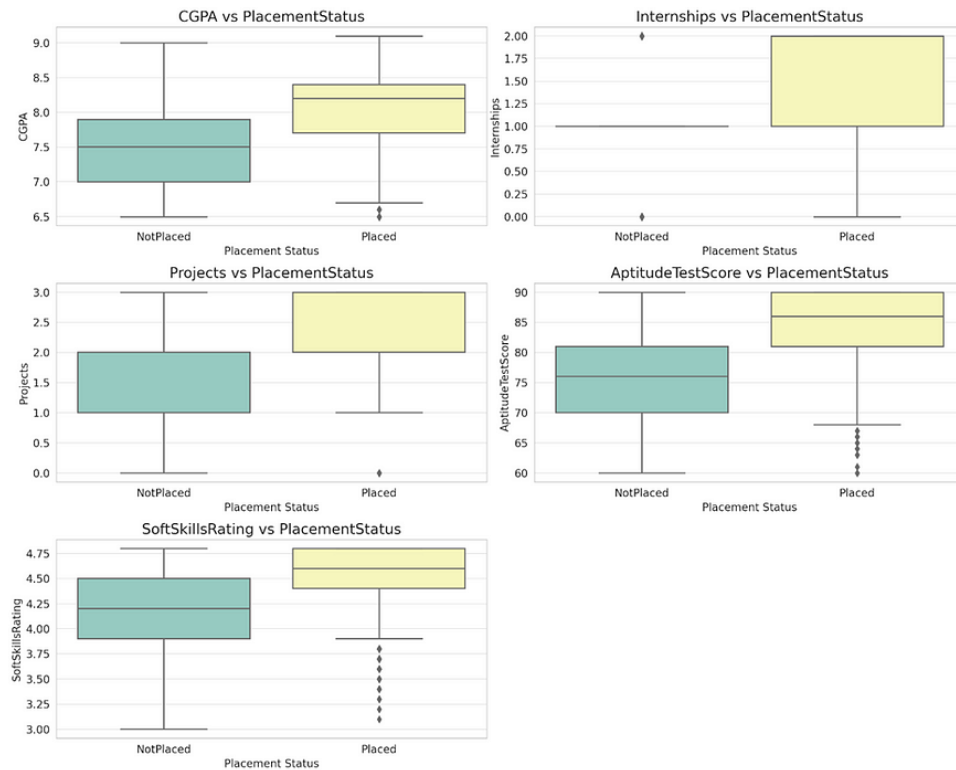 CGPA vs PlacementStatus
9.0
8.5
8.0
7.5
7.0
6.5
CGPA
NotPlaced
Placed
Placement Status
Internships vs PlacementStatus
2.00
1.75
1.50
1.25
1.00
0.75
0.50
0.25
0.00
Internships
NotPlaced
Placed
Placement Status
Projects vs PlacementStatus
3.0
2.5
2.0
1.5
1.0
0.5
0.0
Projects
NotPlaced
Placed
Placement Status
AptitudeTestScore vs PlacementStatus
90
85
80
75
70
65
60
AptitudeTestScore
NotPlaced
Placed
Placement Status
SoftSkillsRating vs PlacementStatus
4.75
4.50
4.25
4.00
3.75
3.50
3.25
3.00
SoftSkillsRating
NotPlaced
Placed
Placement Status